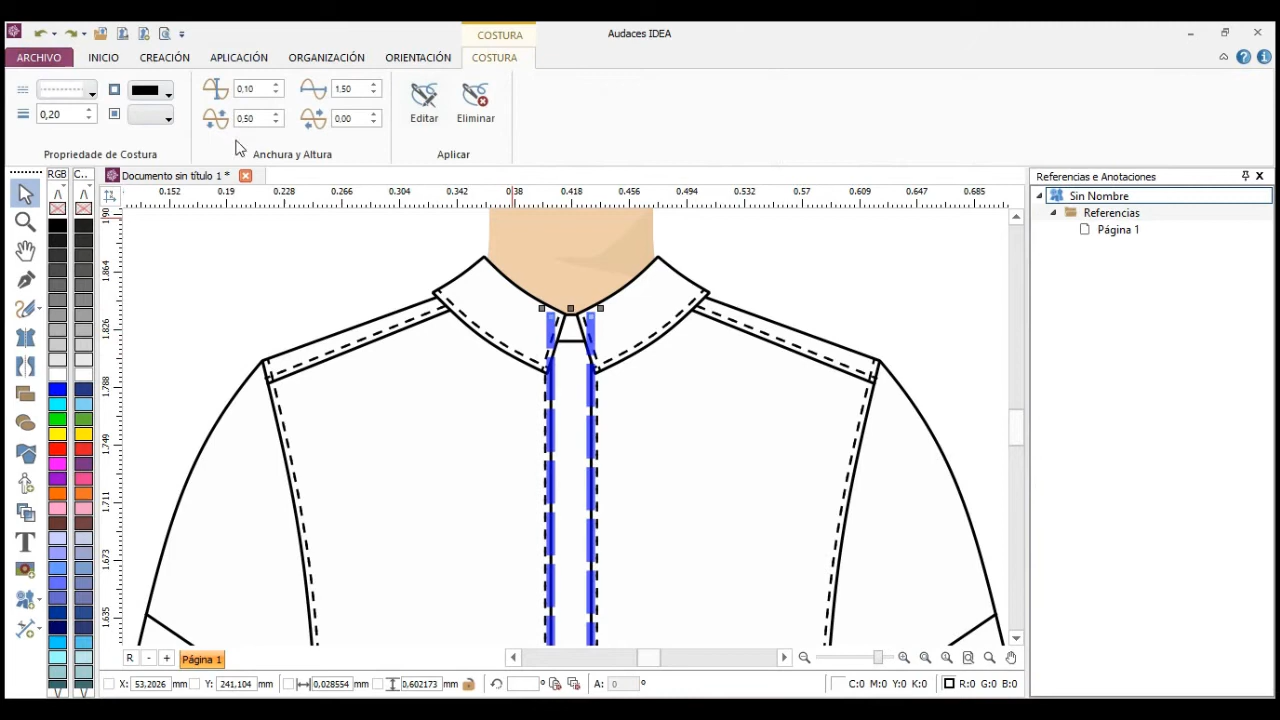 COSTURA
Audaces IDEA
ARCHIVO INICIO CREACIÓN APLICACIÓN ORGANIZACIÓN ORIENTACIÓN COSTURA
0,10 1,50
0,20 0,50 0,00 Editar Eliminar
Propriedade de Costura Anchura y Altura Aplicar
RGB C.. Documento sin título 1 * Referencias e Anotaciones
0.152 0.19 0.228 0.266 0.304 0.342 0.38 0.418 0.456 0.494 0.532 0.57 0.609 0.647 0.685
Sin Nombre
Referencias
Página 1
1.864
1.826
1.788
1.749
1.711
1.673
1.635
R - + Página 1
X: 53,2026 mm Y: 241,104 mm 0,028554 mm 0,602173 mm º A: 0 º C:0 M:0 Y:0 K:0 R:0 G:0 B:0